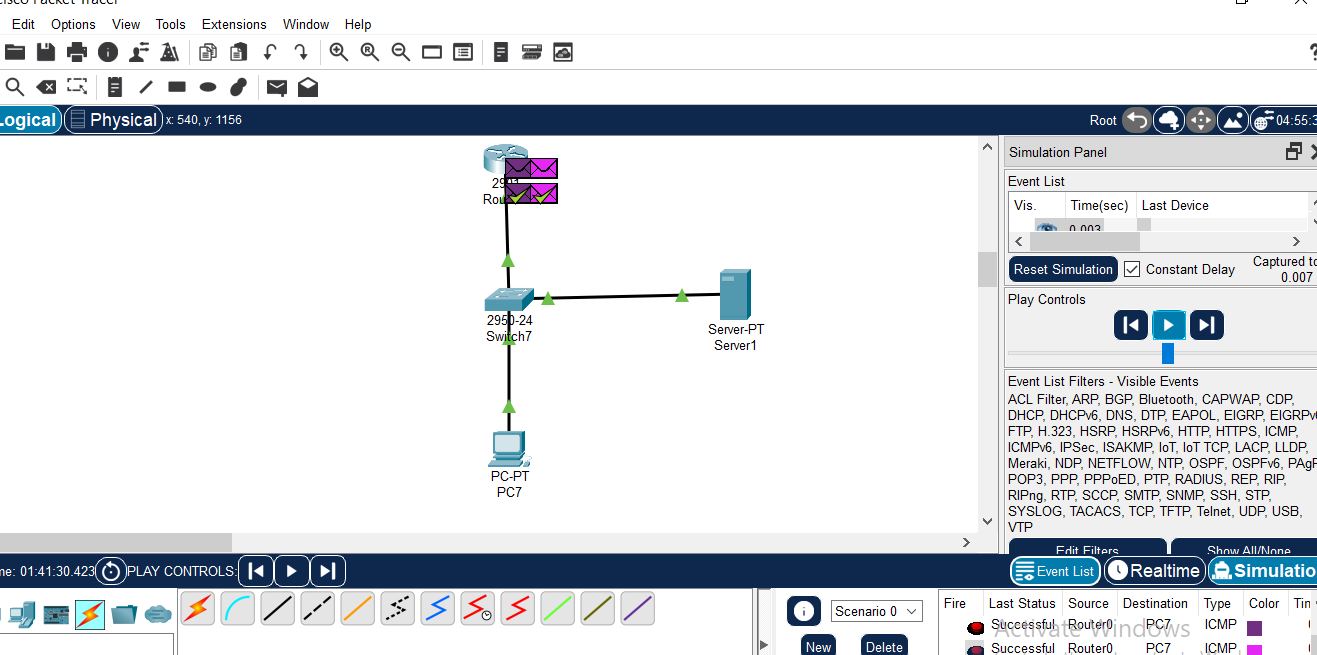 Cisco Packet Tracer
Edit Options View Tools Extensions Window Help
Logical Physical x: 540, y: 1156 Root 04:55:3
Simulation Panel
Event List
Vis. Time(sec) Last Device
0.003
Reset Simulation Constant Delay Captured to
0.007
Play Controls
2901
Rou
2950-24
Switch7
Server-PT
Server1
PC-PT
PC7
Event List Filters - Visible Events
ACL Filter, ARP, BGP, Bluetooth, CAPWAP, CDP,
DHCP, DHCPv6, DNS, DTP, EAPOL, EIGRP, EIGRPv
FTP, H.323, HSRP, HSRPv6, HTTP, HTTPS, ICMP,
ICMPv6, IPSec, ISAKMP, IoT, IoT TCP, LACP, LLDP,
Meraki, NDP, NETFLOW, NTP, OSPF, OSPFv6, PAgP
POP3, PPP, PPPoED, PTP, RADIUS, REP, RIP,
RIPng, RTP, SCCP, SMTP, SNMP, SSH, STP,
SYSLOG, TACACS, TCP, TFTP, Telnet, UDP, USB,
VTP
Edit Filters Show All/None
me: 01:41:30.423 PLAY CONTROLS: Event List Realtime Simulatio
Scenario 0
New Delete
Fire Last Status Source Destination Type Color Tim
Successful Router0 PC7 ICMP
Successful Router0 PC7 ICMP
Activate Windows